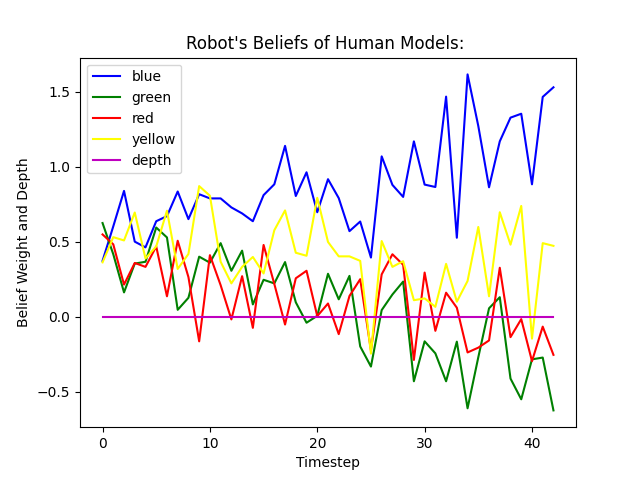 Robot's Beliefs of Human Models:
blue
green
red
yellow
depth
Belief Weight and Depth
1.5
1.0
0.5
0.0
−0.5
0 10 20 30 40
Timestep